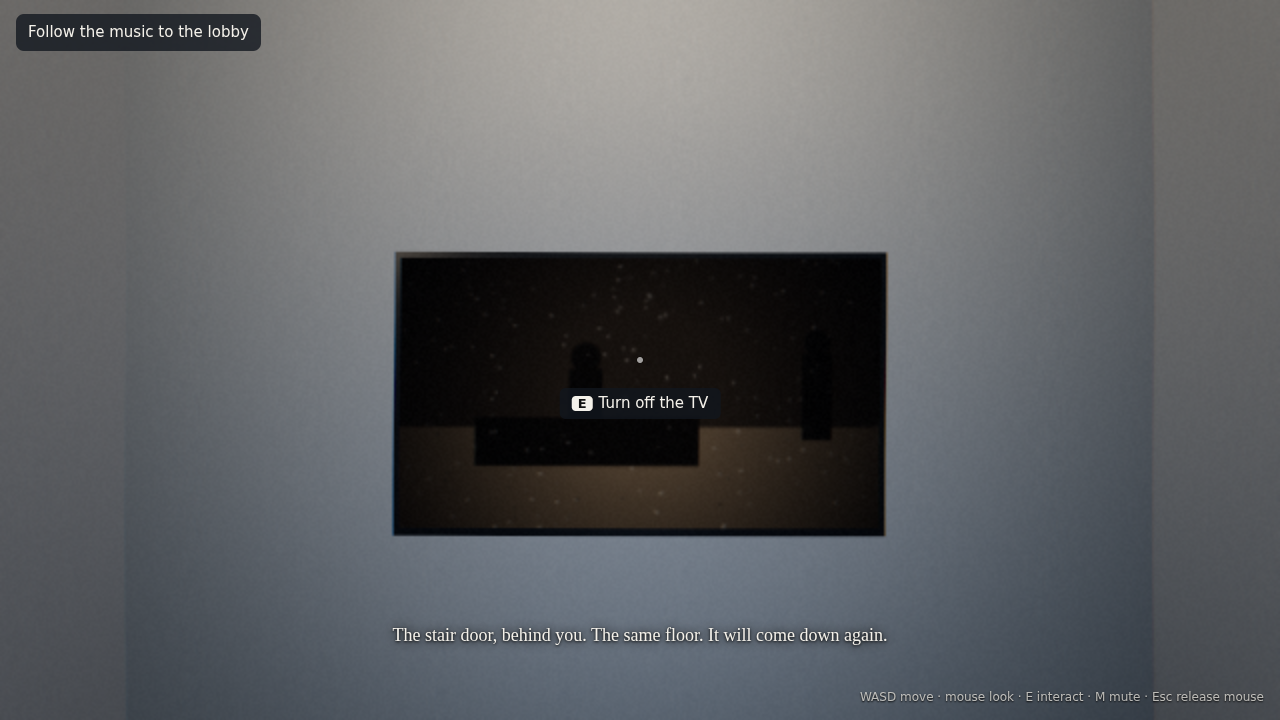 Follow the music to the lobby
E Turn off the TV
The stair door, behind you. The same floor. It will come down again.
WASD move · mouse look · E interact · M mute · Esc release mouse